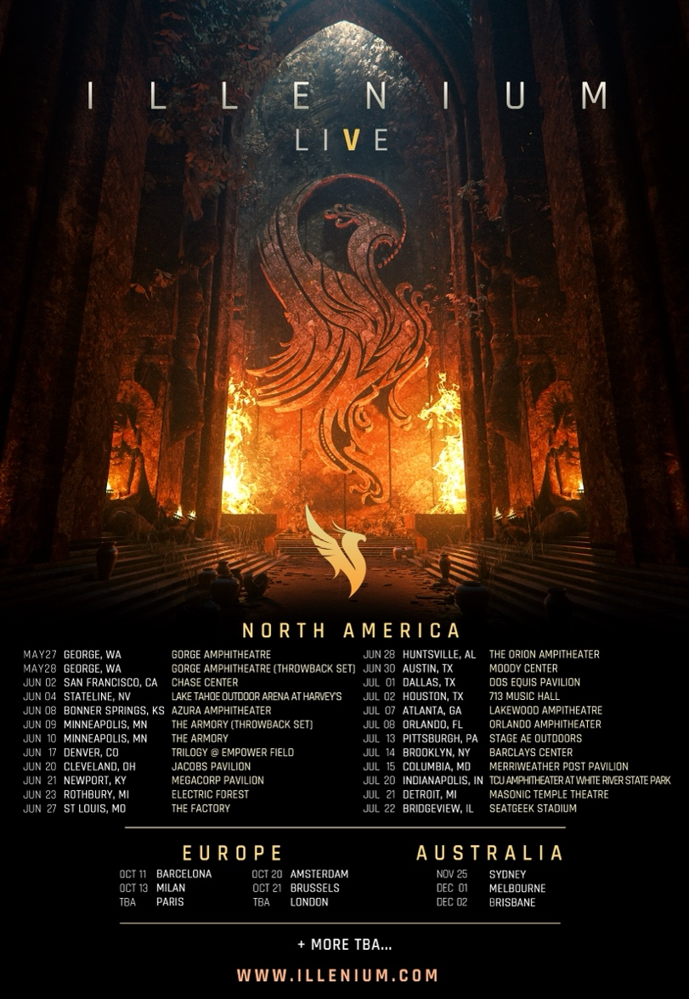 ILLENIUM
LIVE
NORTH AMERICA
MAY27 GEORGE, WA GORGE AMPHITHEATRE
MAY28 GEORGE, WA GORGE AMPHITHEATRE (THROWBACK SET)
JUN 02 SAN FRANCISCO, CA CHASE CENTER
JUN 04 STATELINE, NV LAKE TAHOE OUTDOOR ARENA AT HARVEY'S
JUN 08 BONNER SPRINGS, KS AZURA AMPHITHEATER
JUN 09 MINNEAPOLIS, MN THE ARMORY (THROWBACK SET)
JUN 10 MINNEAPOLIS, MN THE ARMORY
JUN 17 DENVER, CO TRILOGY @ EMPOWER FIELD
JUN 20 CLEVELAND, OH JACOBS PAVILION
JUN 21 NEWPORT, KY MEGACORP PAVILION
JUN 23 ROTHBURY, MI ELECTRIC FOREST
JUN 27 ST LOUIS, MO THE FACTORY
JUN 28 HUNTSVILLE, AL THE ORION AMPITHEATER
JUN 30 AUSTIN, TX MOODY CENTER
JUL 01 DALLAS, TX DOS EQUIS PAVILION
JUL 02 HOUSTON, TX 713 MUSIC HALL
JUL 07 ATLANTA, GA LAKEWOOD AMPITHEATRE
JUL 08 ORLANDO, FL ORLANDO AMPHITHEATER
JUL 13 PITTSBURGH, PA STAGE AE OUTDOORS
JUL 14 BROOKLYN, NY BARCLAYS CENTER
JUL 15 COLUMBIA, MD MERRIWEATHER POST PAVILION
JUL 20 INDIANAPOLIS, IN TCU AMPHITHEATER AT WHITE RIVER STATE PARK
JUL 21 DETROIT, MI MASONIC TEMPLE THEATRE
JUL 22 BRIDGEVIEW, IL SEATGEEK STADIUM
EUROPE
OCT 11 BARCELONA
OCT 13 MILAN
TBA PARIS
OCT 20 AMSTERDAM
OCT 21 BRUSSELS
TBA LONDON
AUSTRALIA
NOV 25 SYDNEY
DEC 01 MELBOURNE
DEC 02 BRISBANE
+ MORE TBA...
WWW.ILLENIUM.COM